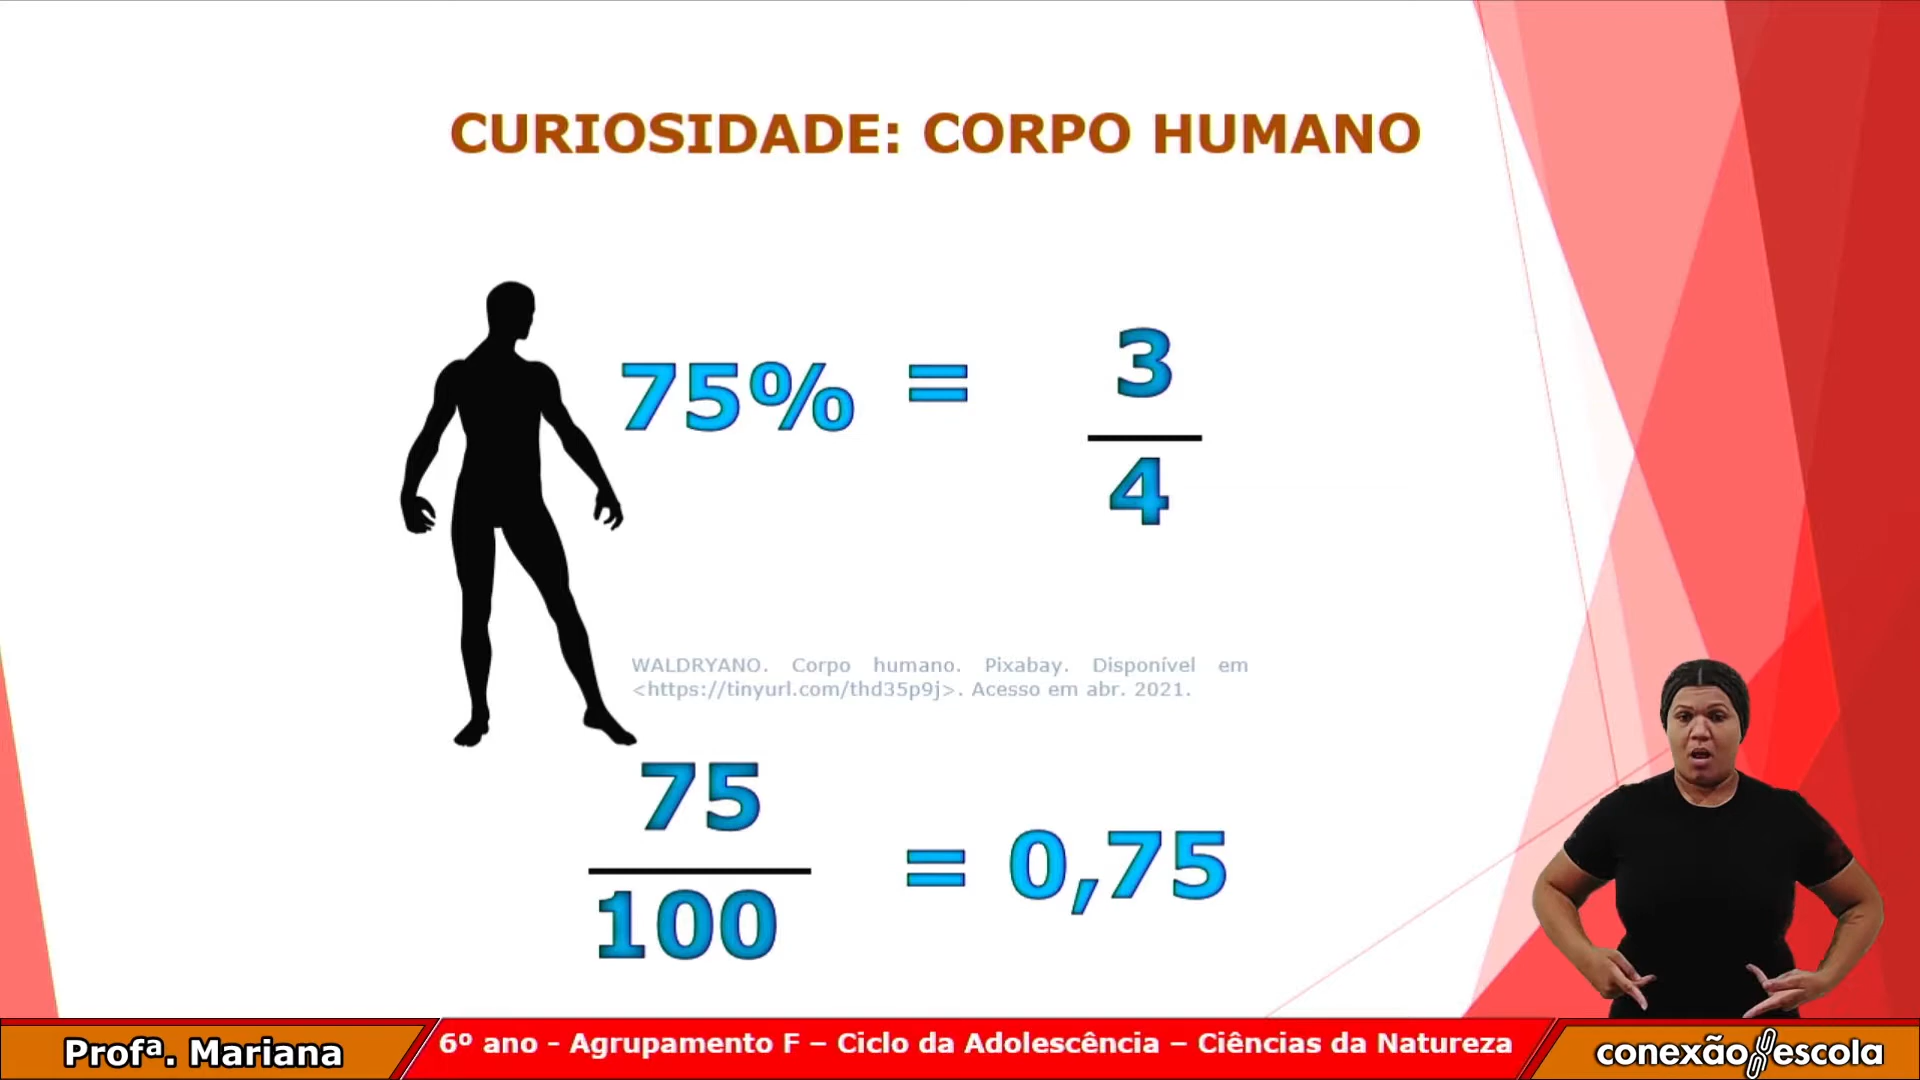 CURIOSIDADE: CORPO HUMANO
75% = 3
4
WALDRYANO. Corpo humano. Pixabay. Disponível em
<https://tinyurl.com/thd35p9j>. Acesso em abr. 2021.
75
100
= 0,75
Profª. Mariana
6º ano - Agrupamento F – Ciclo da Adolescência – Ciências da Natureza
conexão escola